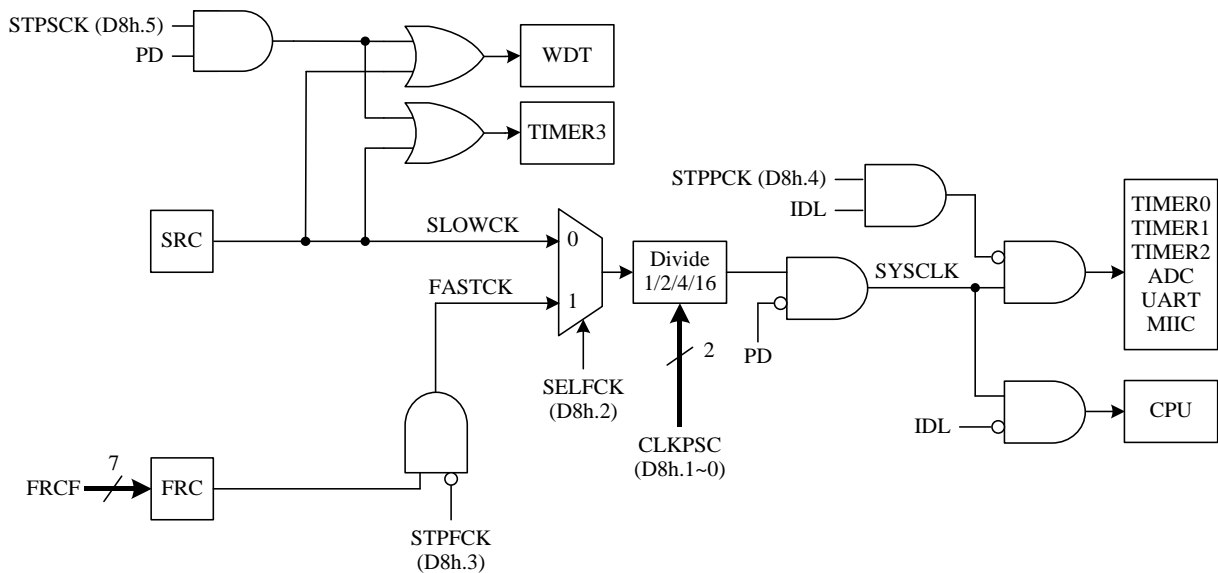 STPSCK (D8h.5)
PD
WDT
TIMER3
STPPCK (D8h.4)
IDL
TIMER0
TIMER1
TIMER2
ADC
UART
MIIC
SRC
SLOWCK
0
Divide
1/2/4/16
SYSCLK
FASTCK
1
PD
2
SELFCK
(D8h.2)
CLKPSC
(D8h.1~0)
IDL
CPU
7
FRCF
FRC
STPFCK
(D8h.3)